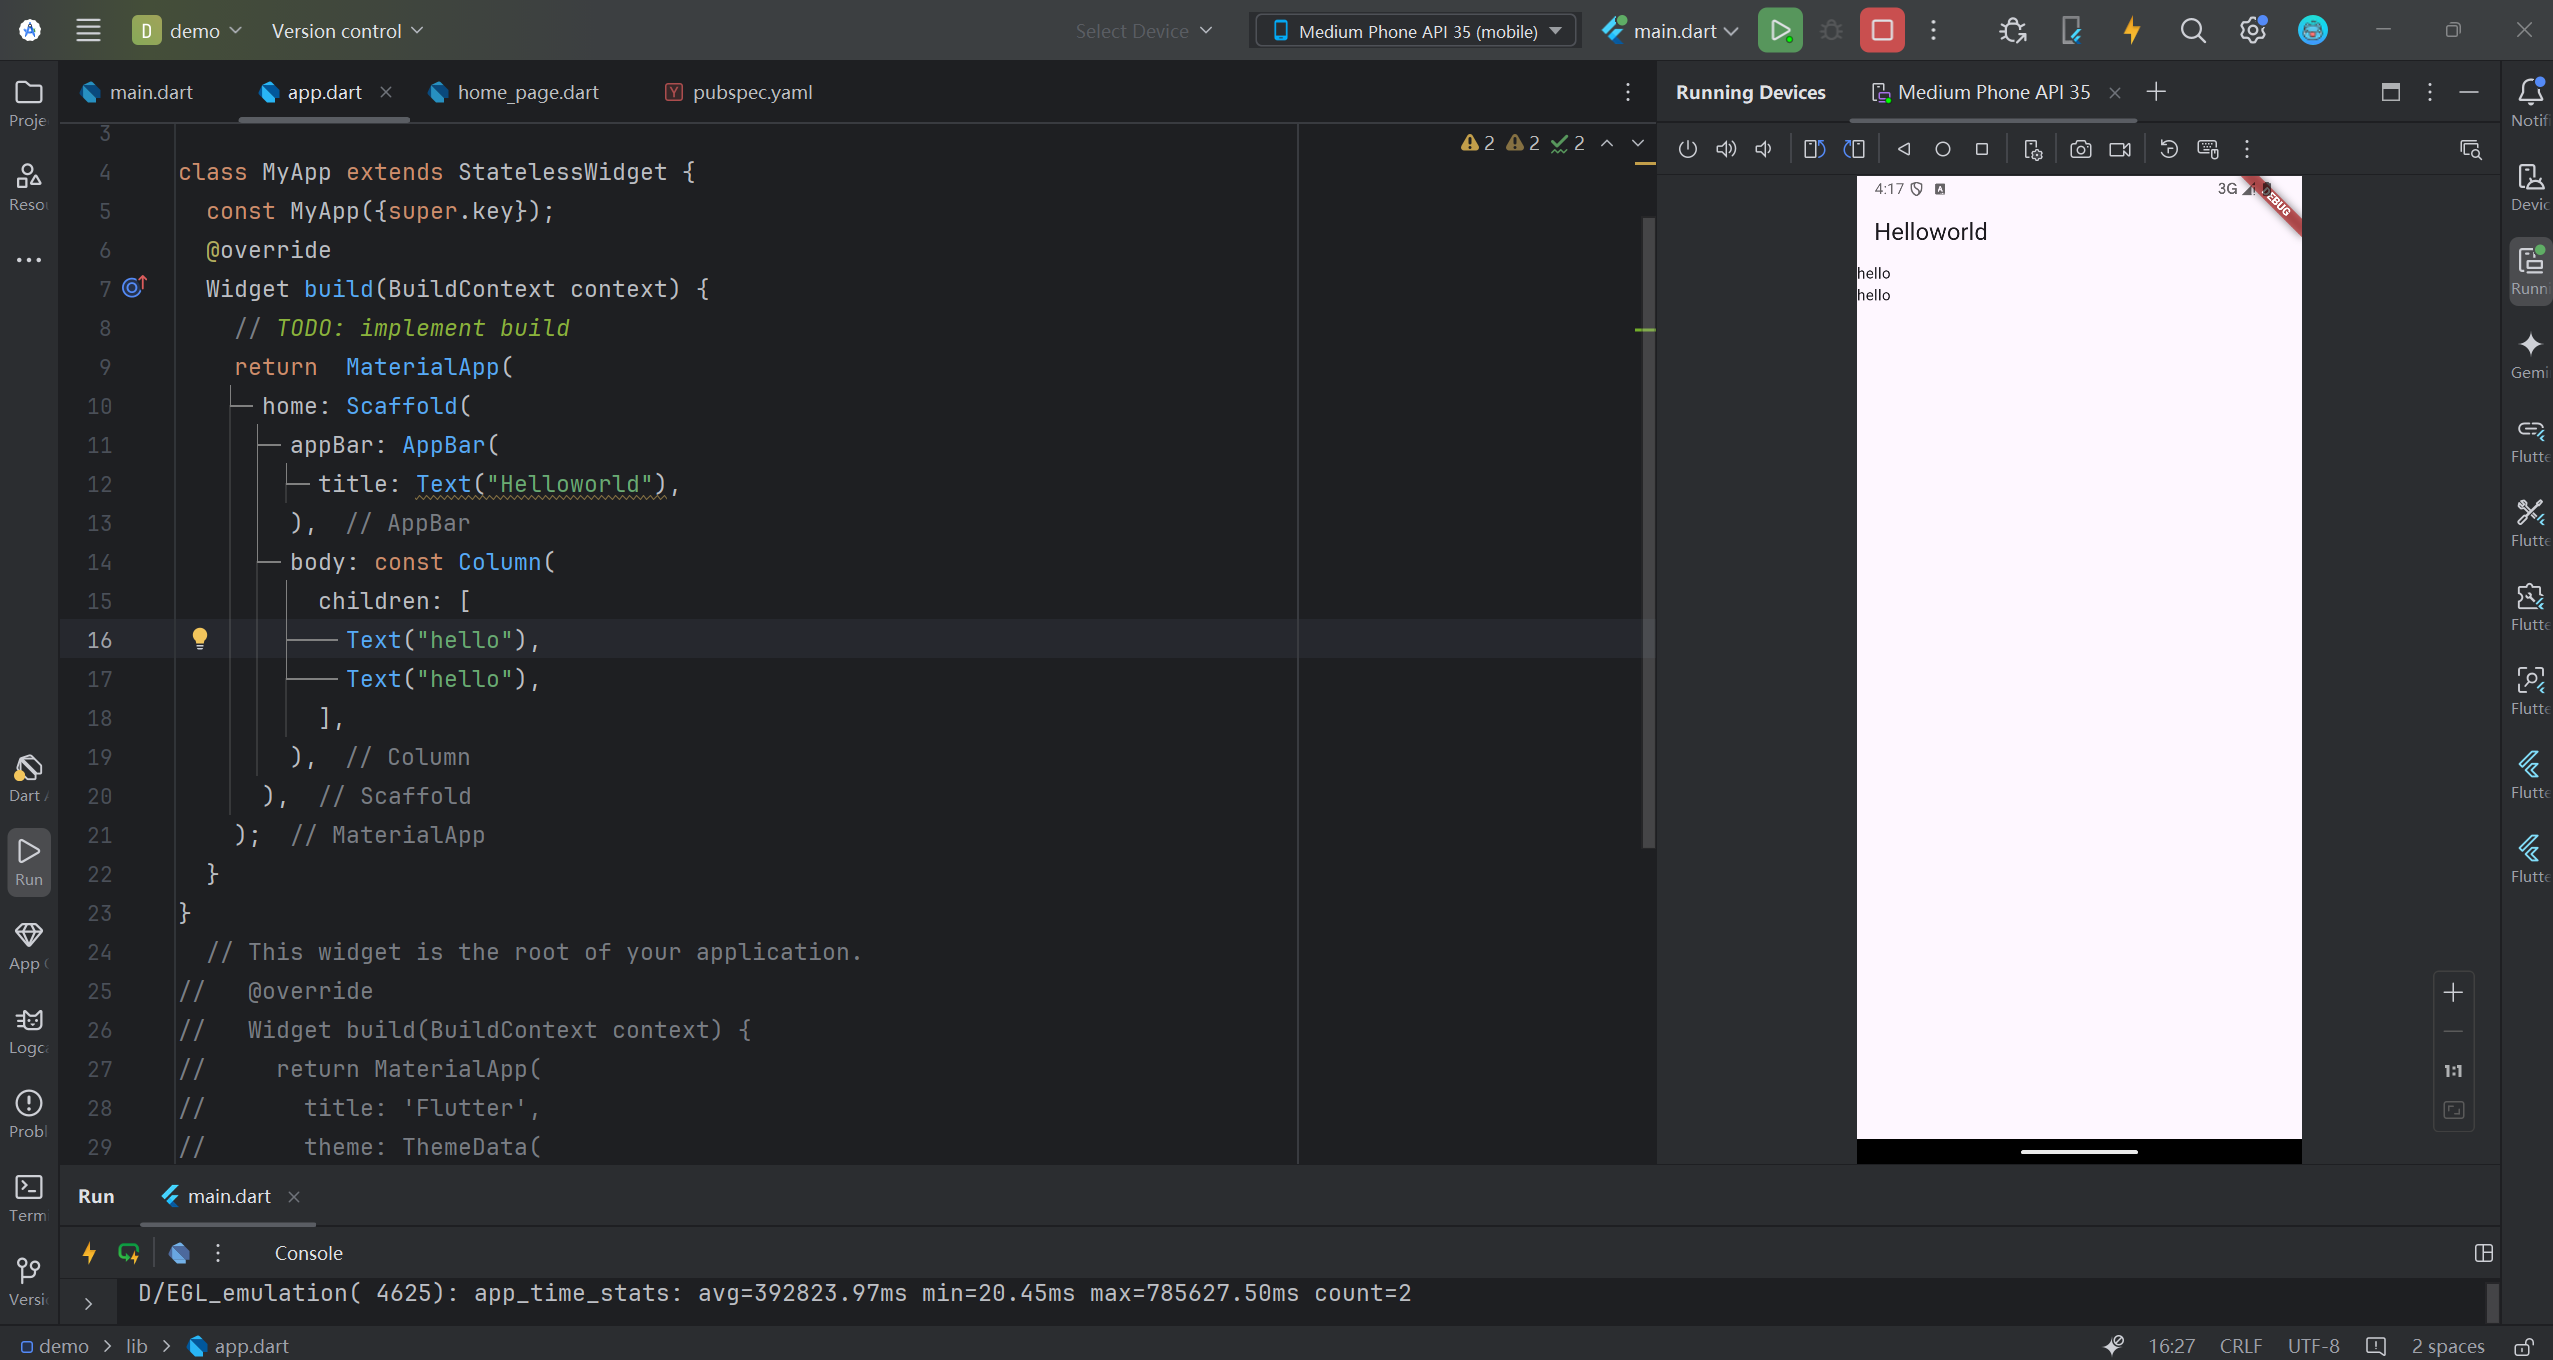 D demo Version control Select Device Medium Phone API 35 (mobile) main.dart
main.dart app.dart home_page.dart pubspec.yaml
Running Devices Medium Phone API 35
Proje
Reso
Dart A
Run
App
Logca
Probl
Term
Versi
2 2 2
3
4 class MyApp extends StatelessWidget {
5 const MyApp({super.key});
6 @override
7 Widget build(BuildContext context) {
8 // TODO: implement build
9 return MaterialApp(
10 home: Scaffold(
11 appBar: AppBar(
12 title: Text("Helloworld"),
13 ), // AppBar
14 body: const Column(
15 children: [
16 Text("hello"),
17 Text("hello"),
18 ],
19 ), // Column
20 ), // Scaffold
21 ); // MaterialApp
22 }
23 }
24 // This widget is the root of your application.
25 // @override
26 // Widget build(BuildContext context) {
27 // return MaterialApp(
28 // title: 'Flutter',
29 // theme: ThemeData(
4:17 3G
EBUG
Helloworld
hello
hello
1:1
Notifi
Devic
Runn
Gemi
Flutte
Flutte
Flutte
Flutte
Flutte
Flutte
Run main.dart
Console
D/EGL_emulation( 4625): app_time_stats: avg=392823.97ms min=20.45ms max=785627.50ms count=2
demo lib app.dart 16:27 CRLF UTF-8 2 spaces